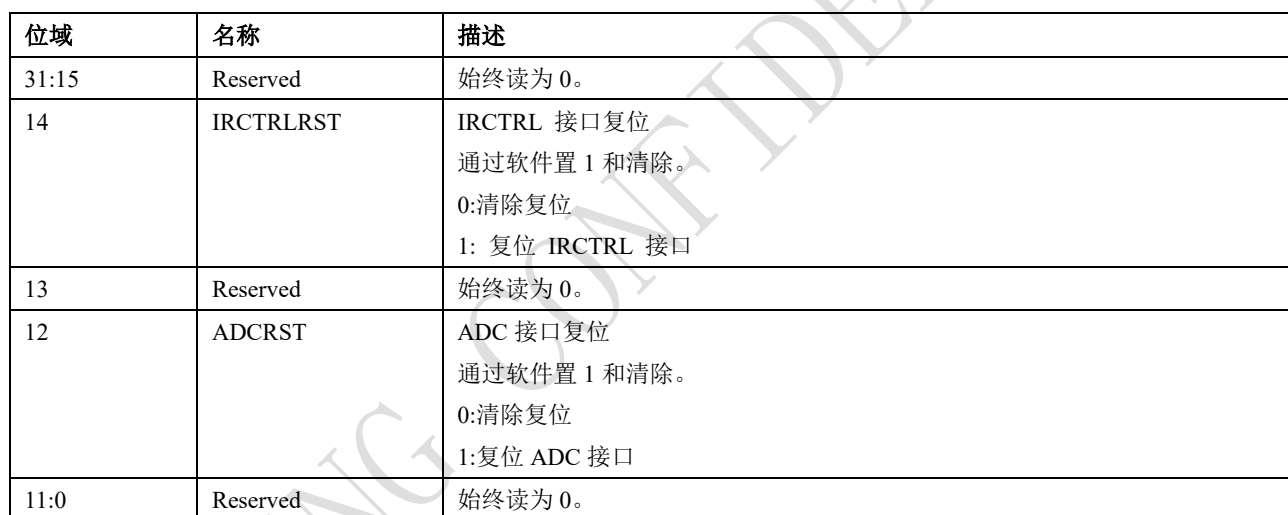 位域 名称 描述
31:15 Reserved 始终读为 0。
14 IRCTRLRST IRCTRL 接口复位
通过软件置 1 和清除。
0:清除复位
1: 复位 IRCTRL 接口
13 Reserved 始终读为 0。
12 ADCRST ADC 接口复位
通过软件置 1 和清除。
0:清除复位
1:复位 ADC 接口
11:0 Reserved 始终读为 0。